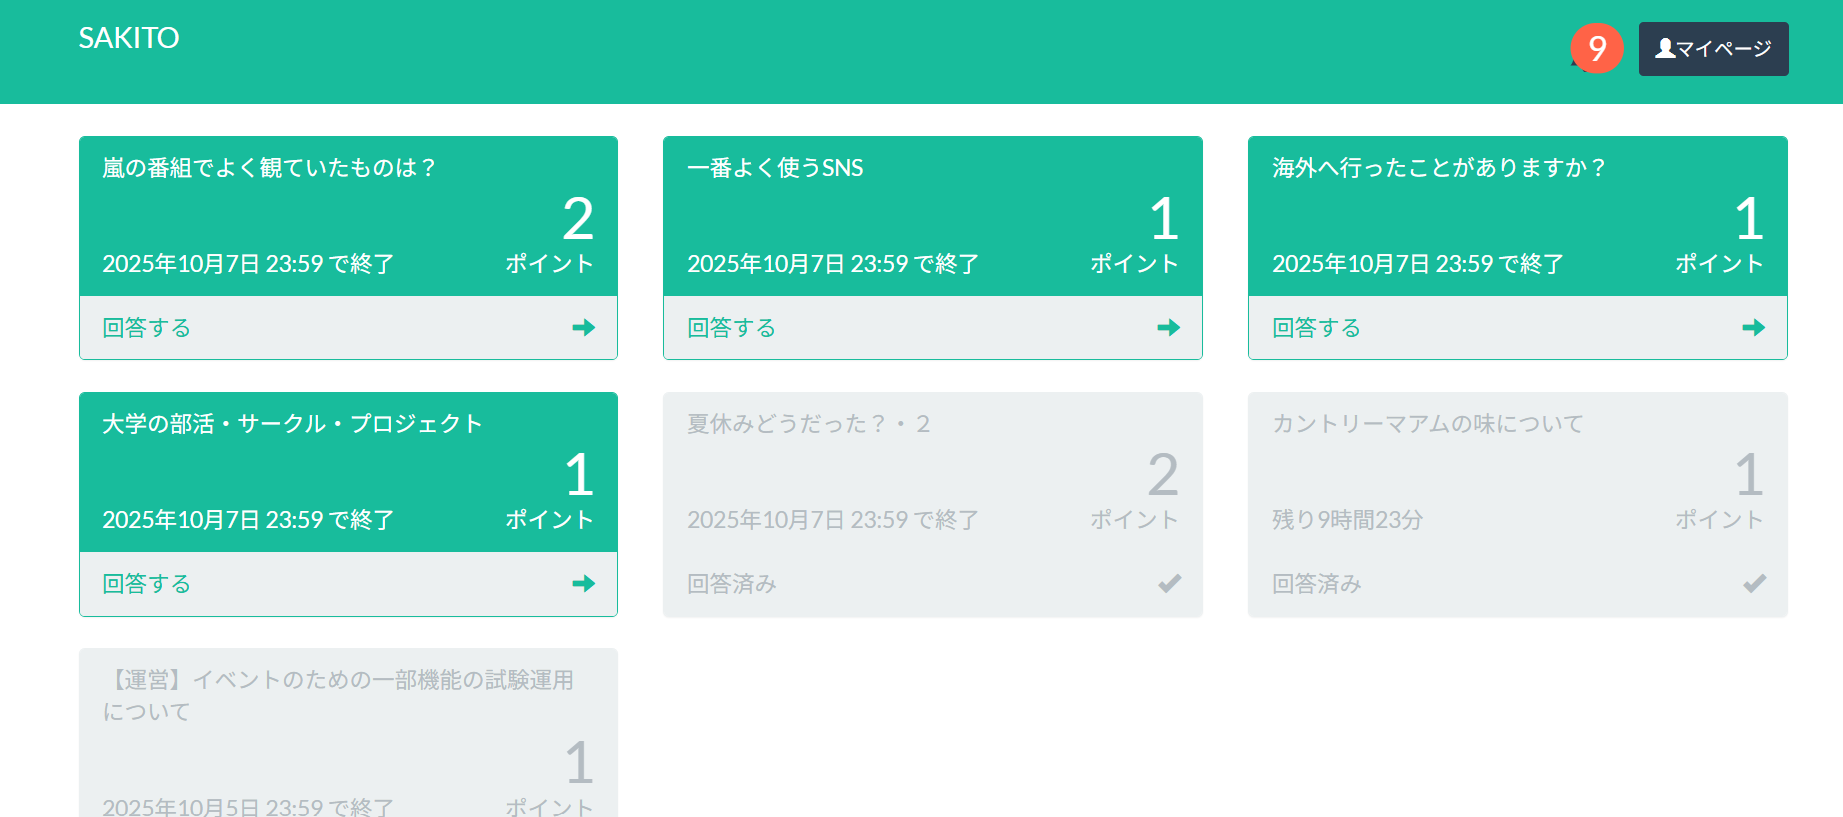 SAKITO
9
マイページ
嵐の番組でよく観ていたものは？
2
2025年10月7日 23:59 で終了
ポイント
回答する
一番よく使うSNS
1
2025年10月7日 23:59 で終了
ポイント
回答する
海外へ行ったことがありますか？
1
2025年10月7日 23:59 で終了
ポイント
回答する
大学の部活・サークル・プロジェクト
1
2025年10月7日 23:59 で終了
ポイント
回答する
夏休みどうだった？・２
2
2025年10月7日 23:59 で終了
ポイント
回答済み
カントリーマアムの味について
1
残り9時間23分
ポイント
回答済み
【運営】イベントのための一部機能の試験運用
について
1
2025年10月5日 23:59 で終了
ポイント